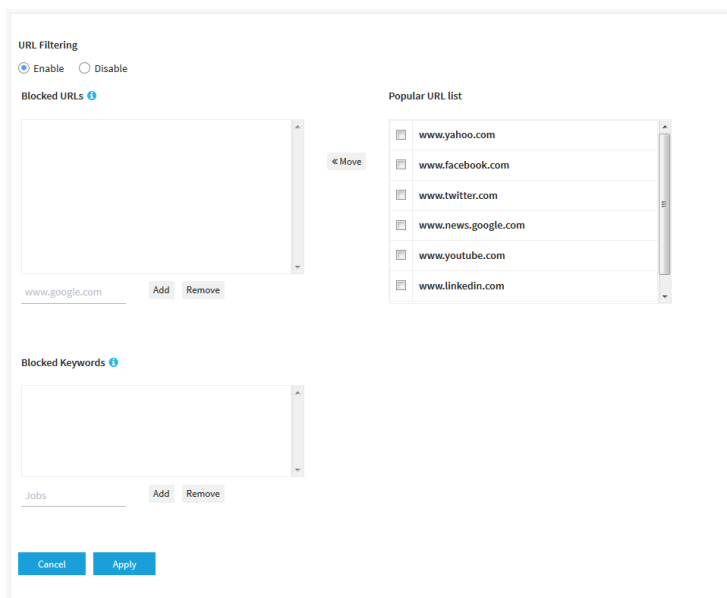 URL Filtering
Enable Disable
Blocked URLs
Popular URL list
www.yahoo.com
« Move
www.facebook.com
www.twitter.com
www.news.google.com
www.youtube.com
www.linkedin.com
www.google.com Add Remove
Blocked Keywords
Jobs Add Remove
Cancel Apply